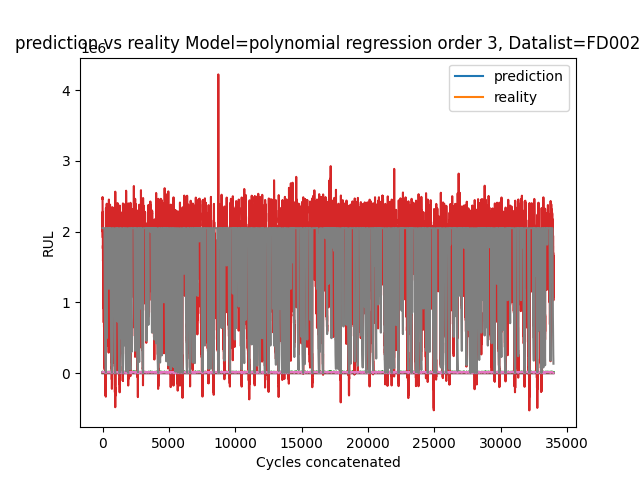 prediction vs reality Model=polynomial regression order 3, Datalist=FD002
1e6
prediction
reality
4
3
2
1
0
RUL
0 5000 10000 15000 20000 25000 30000 35000
Cycles concatenated